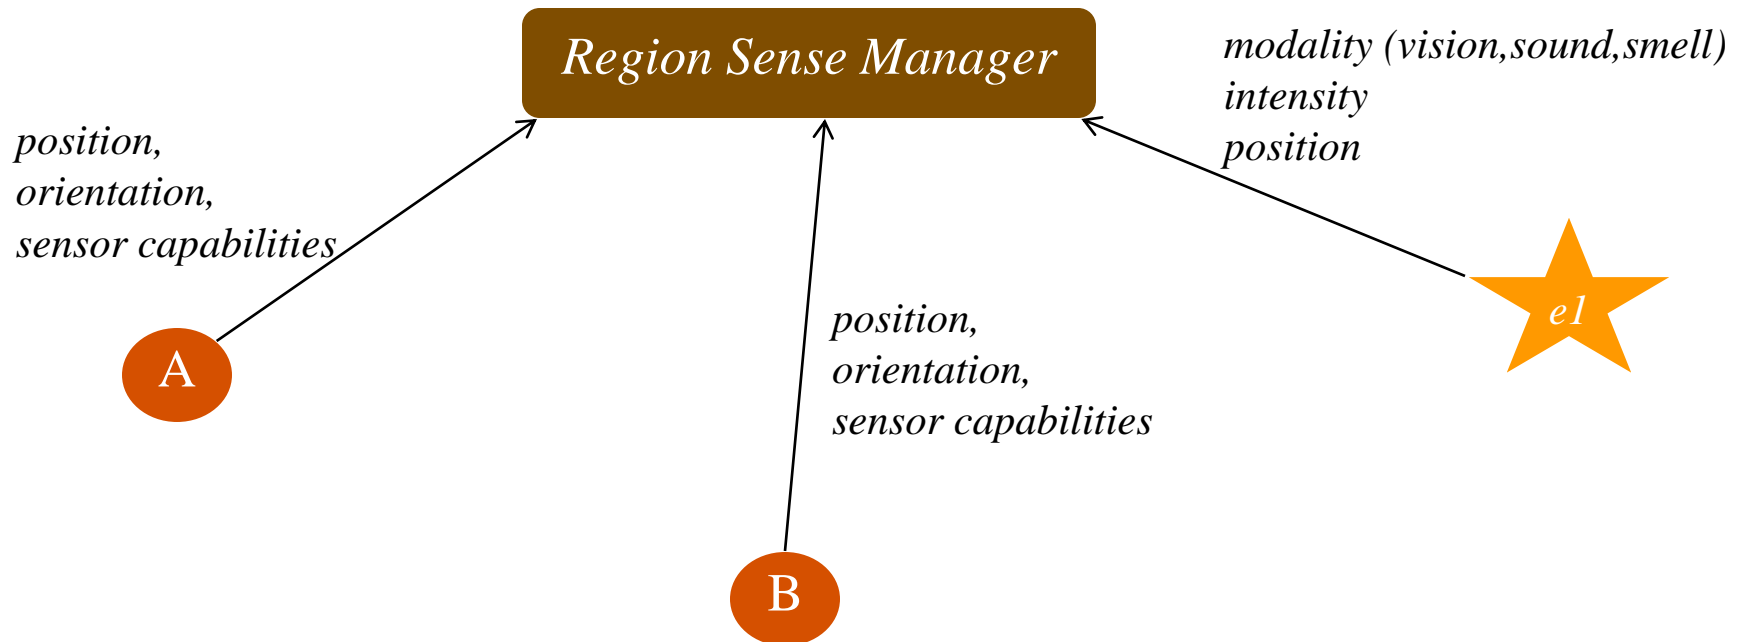 Region Sense Manager
modality (vision,sound,smell)
intensity
position
position,
orientation,
sensor capabilities
e1
position,
orientation,
sensor capabilities
A
B